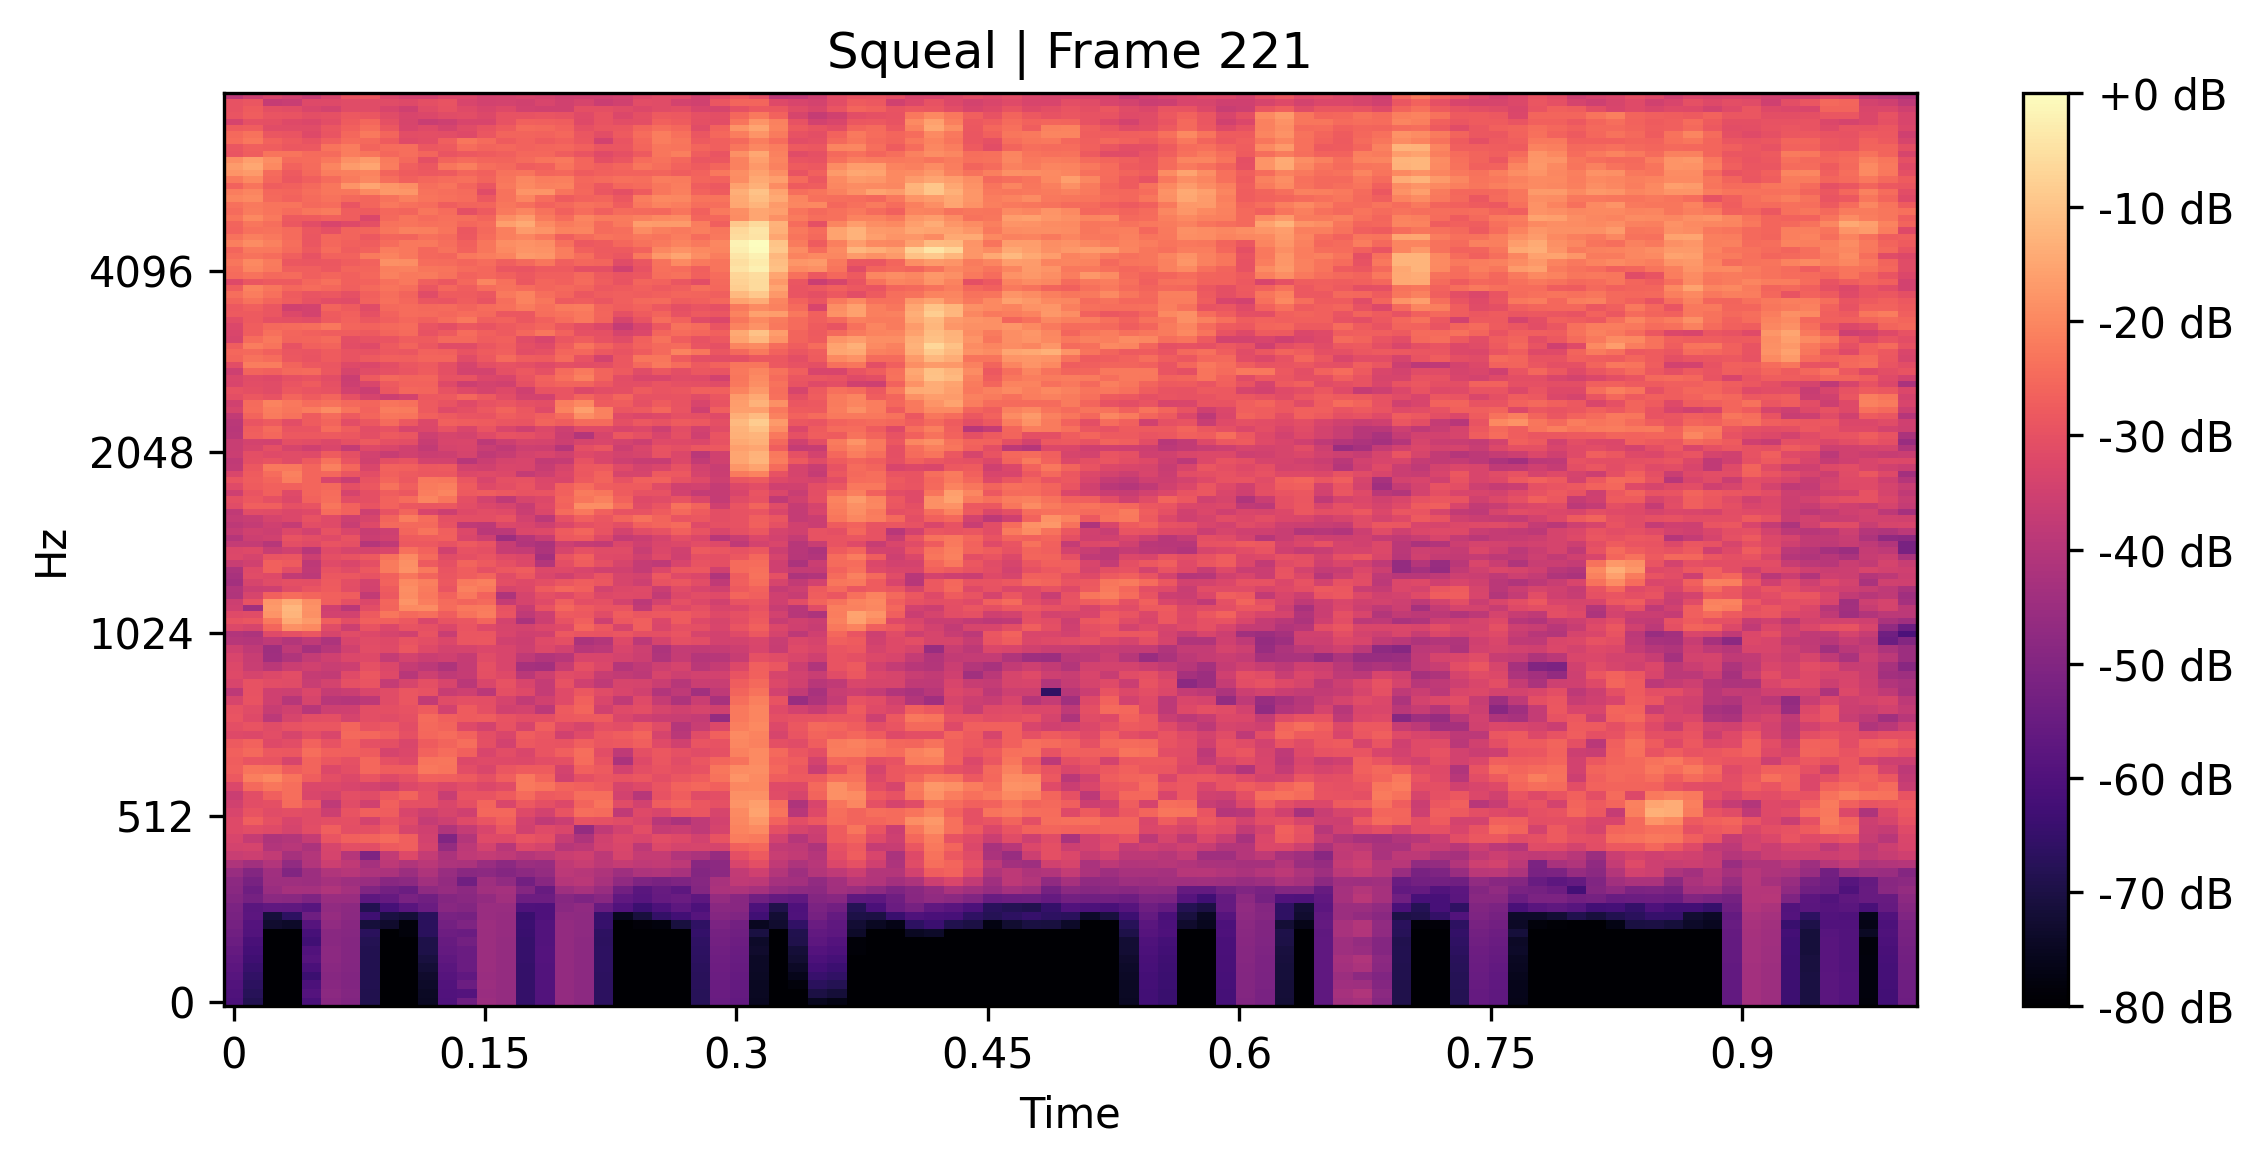 Squeal | Frame 221
Hz
4096
2048
1024
512
0
0 0.15 0.3 0.45 0.6 0.75 0.9
Time
+0 dB
-10 dB
-20 dB
-30 dB
-40 dB
-50 dB
-60 dB
-70 dB
-80 dB